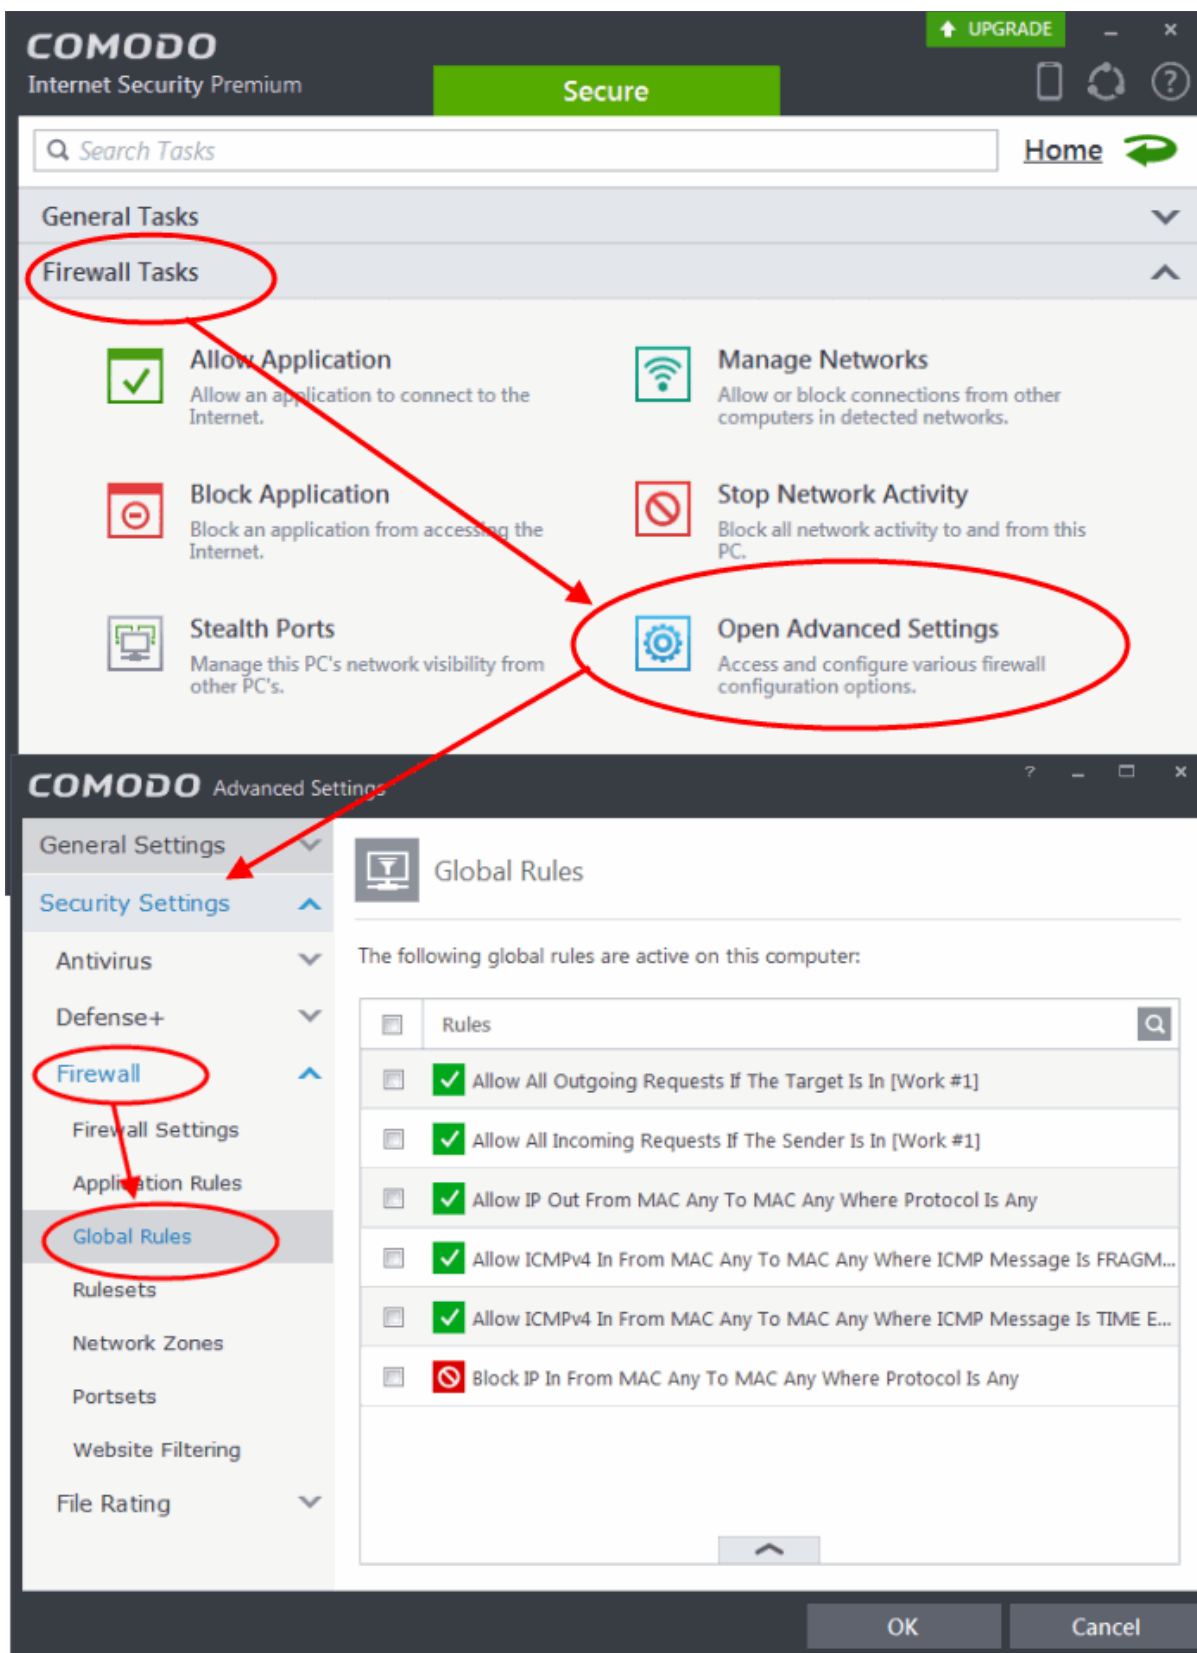 COMODO
Internet Security Premium
UPGRADE
Secure
Search Tasks
Home
General Tasks
Firewall Tasks
Allow Application
Allow an application to connect to the
Internet.
Manage Networks
Allow or block connections from other
computers in detected networks.
Block Application
Block an application from accessing the
Internet.
Stop Network Activity
Block all network activity to and from this
PC.
Stealth Ports
Manage this PC's network visibility from
other PC's.
Open Advanced Settings
Access and configure various firewall
configuration options.
COMODO Advanced Settings
General Settings
Security Settings
Antivirus
Defense+
Firewall
Firewall Settings
Application Rules
Global Rules
Rulesets
Network Zones
Portsets
Website Filtering
File Rating
Global Rules
The following global rules are active on this computer:
Rules
Allow All Outgoing Requests If The Target Is In [Work #1]
Allow All Incoming Requests If The Sender Is In [Work #1]
Allow IP Out From MAC Any To MAC Any Where Protocol Is Any
Allow ICMPv4 In From MAC Any To MAC Any Where ICMP Message Is FRAGM...
Allow ICMPv4 In From MAC Any To MAC Any Where ICMP Message Is TIME E...
Block IP In From MAC Any To MAC Any Where Protocol Is Any
OK
Cancel